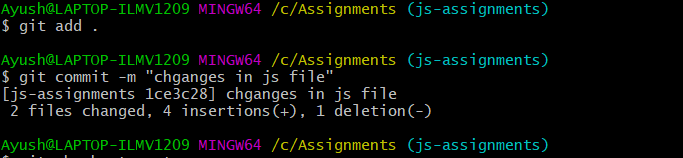 Ayush@LAPTOP-ILMV1209 MINGW64 /c/Assignments (js-assignments)
$ git add .
Ayush@LAPTOP-ILMV1209 MINGW64 /c/Assignments (js-assignments)
$ git commit -m "chganges in js file"
[js-assignments 1ce3c28] chganges in js file
 2 files changed, 4 insertions(+), 1 deletion(-)
Ayush@LAPTOP-ILMV1209 MINGW64 /c/Assignments (js-assignments)